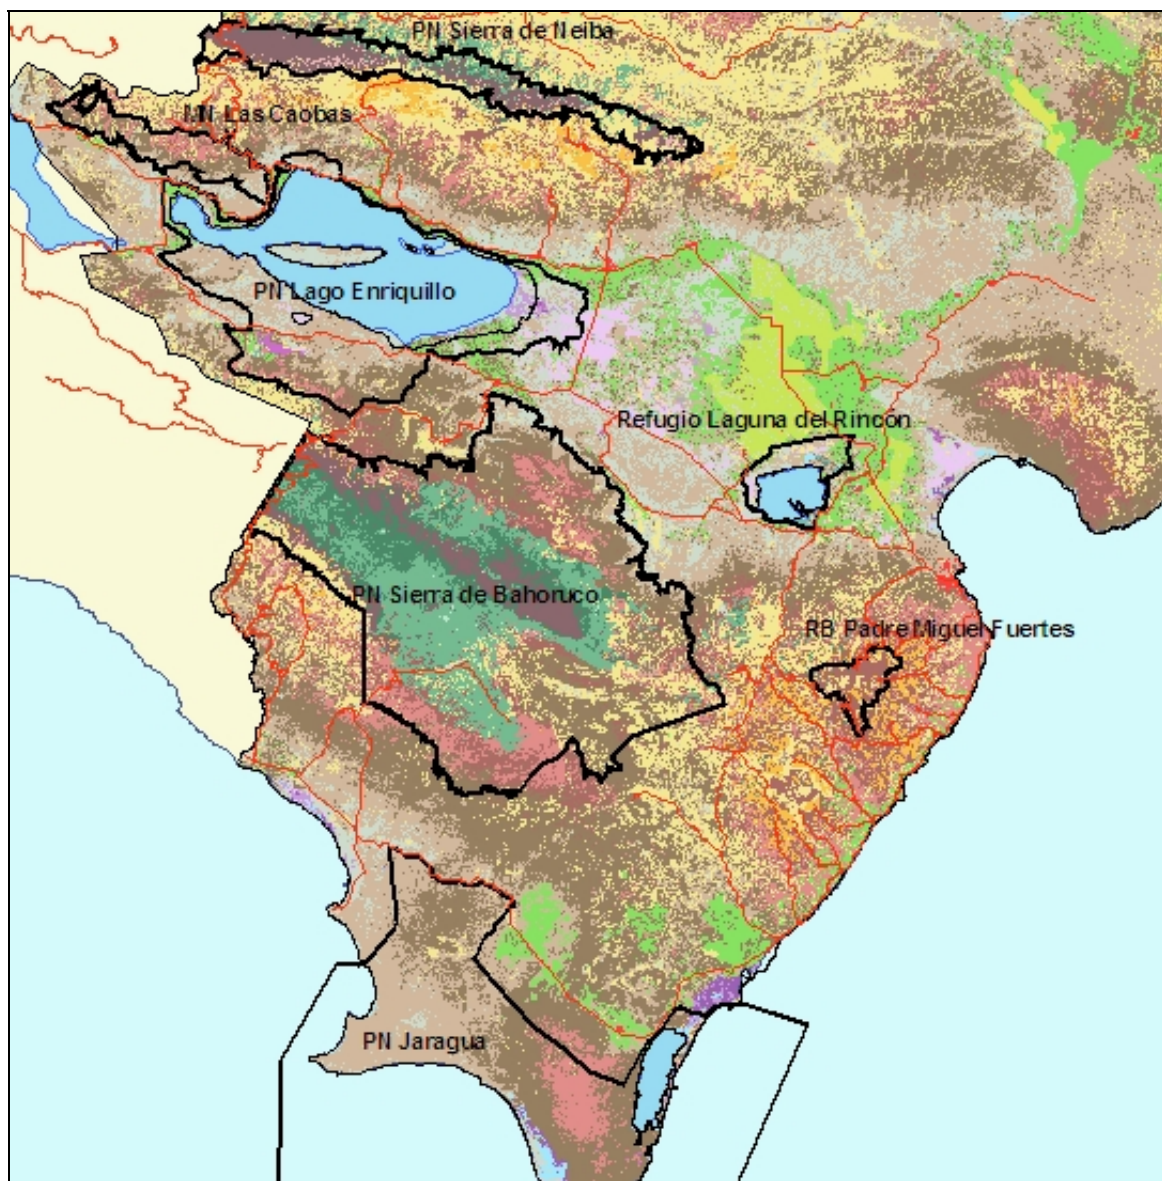 PN Sierra de Neiba
MN Las Caobas
PN Lago Enriquillo
Refugio Laguna del Rincón
PN Sierra de Bahoruco
RB Padre Miguel Fuertes
PN Jaragua